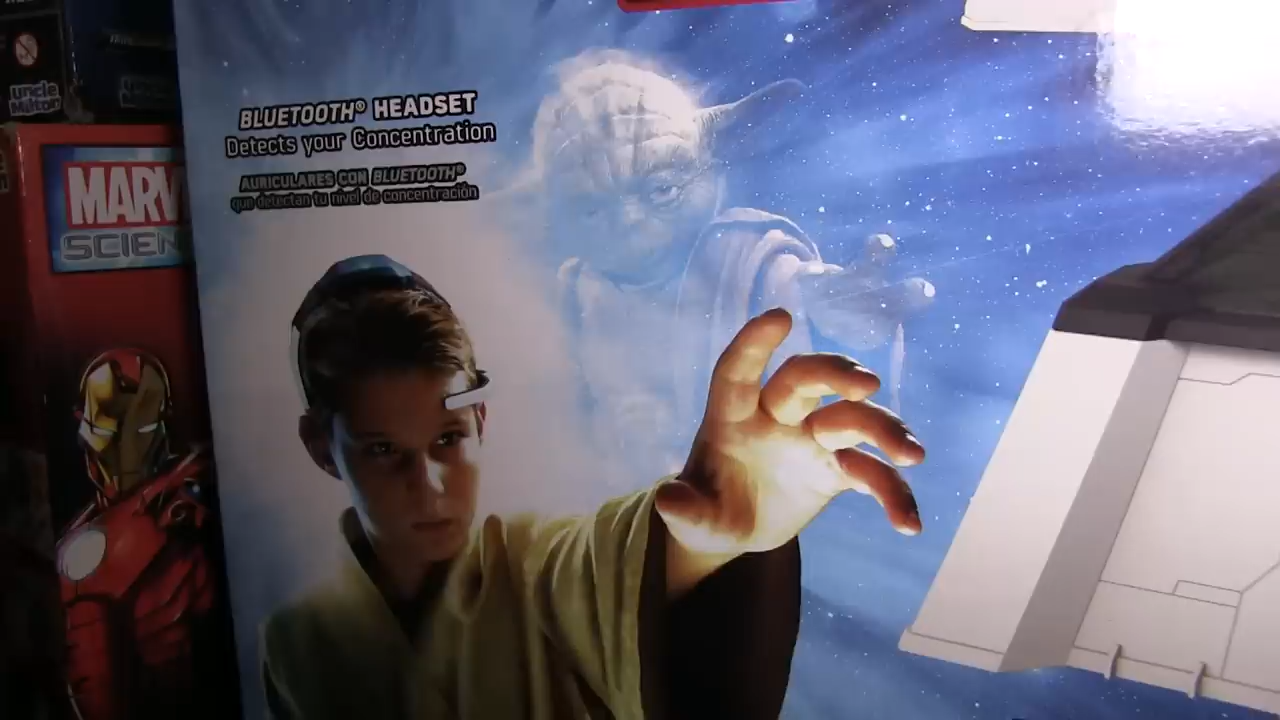 uncle
Milton
MARV
SCIEN
BLUETOOTH® HEADSET
Detects your Concentration
AURICULARES CON BLUETOOTH®
que detectan tu nivel de concentración